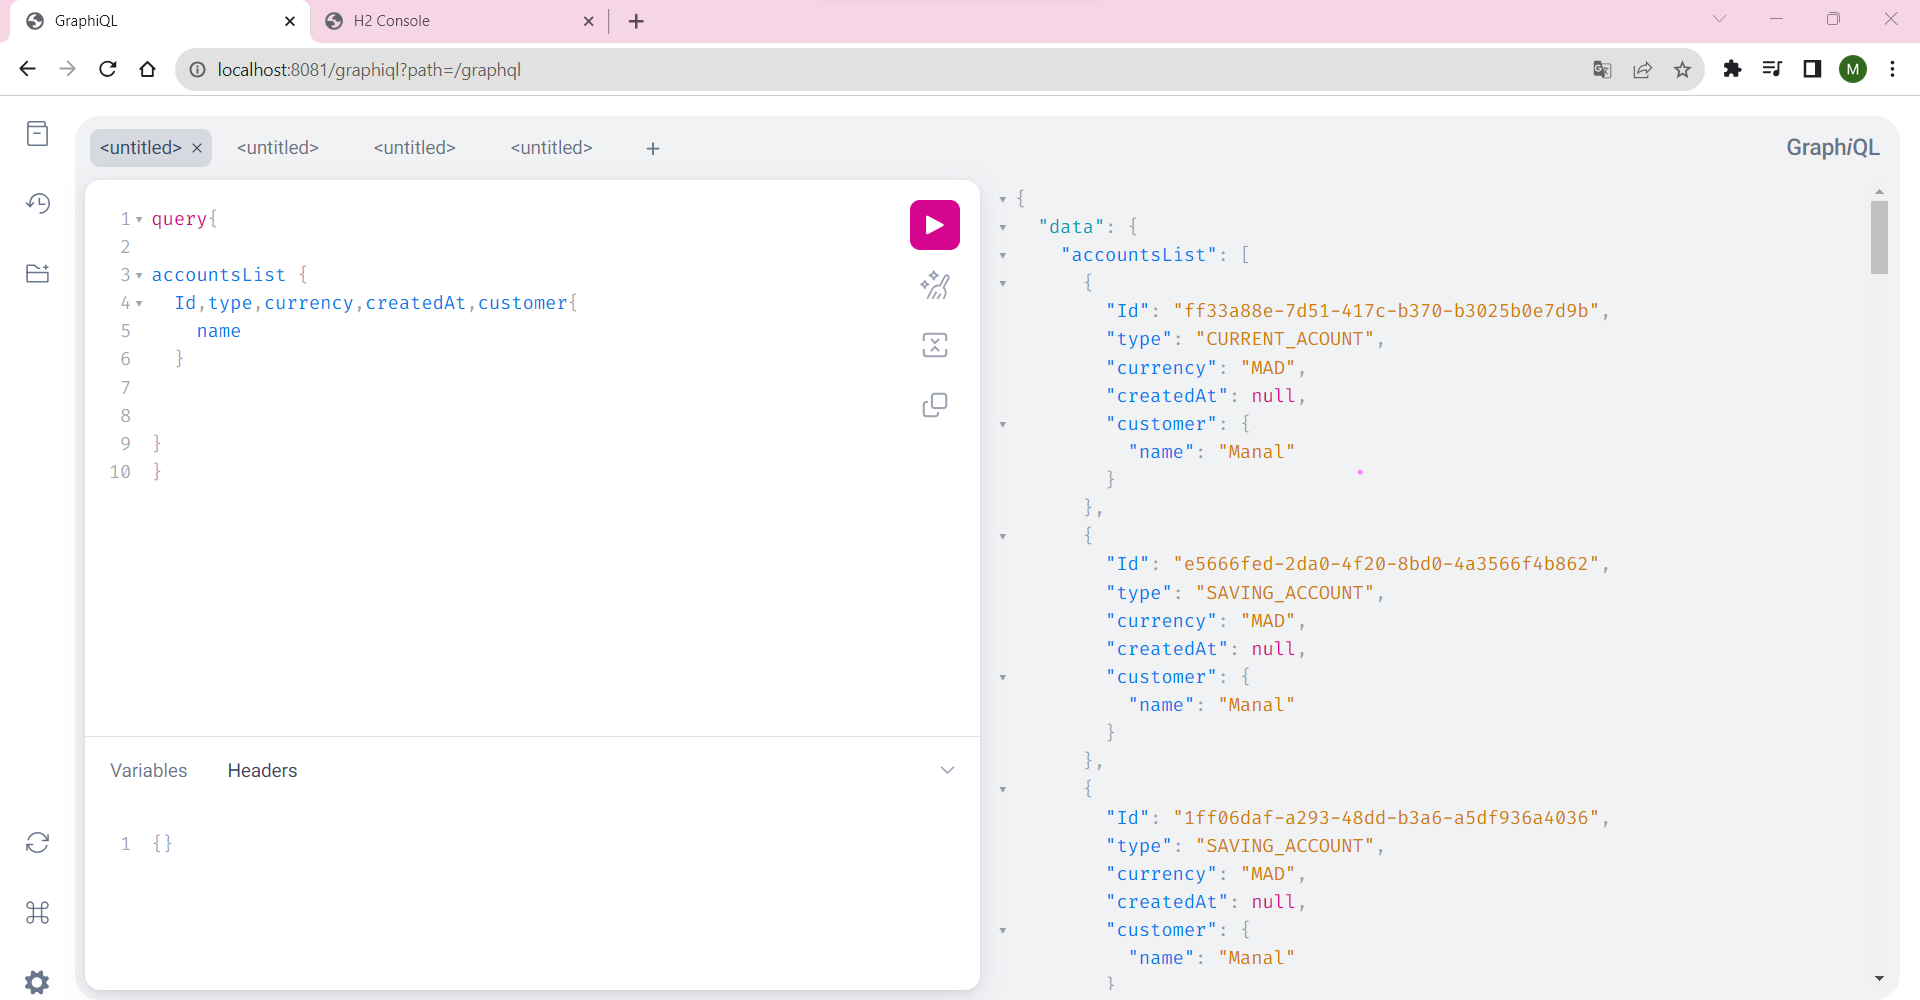 GraphiQL
H2 Console
localhost:8081/graphiql?path=/graphql
M
<untitled>
<untitled>
<untitled>
<untitled>
GraphiQL
1 query{
2
3 accountsList {
4 Id,type,currency,createdAt,customer{
5 name
6 }
7
8
9 }
10 }
Variables Headers
1 {}
{
"data": {
"accountsList": [
{
"Id": "ff33a88e-7d51-417c-b370-b3025b0e7d9b",
"type": "CURRENT_ACOUNT",
"currency": "MAD",
"createdAt": null,
"customer": {
"name": "Manal"
}
},
{
"Id": "e5666fed-2da0-4f20-8bd0-4a3566f4b862",
"type": "SAVING_ACCOUNT",
"currency": "MAD",
"createdAt": null,
"customer": {
"name": "Manal"
}
},
{
"Id": "1ff06daf-a293-48dd-b3a6-a5df936a4036",
"type": "SAVING_ACCOUNT",
"currency": "MAD",
"createdAt": null,
"customer": {
"name": "Manal"
}